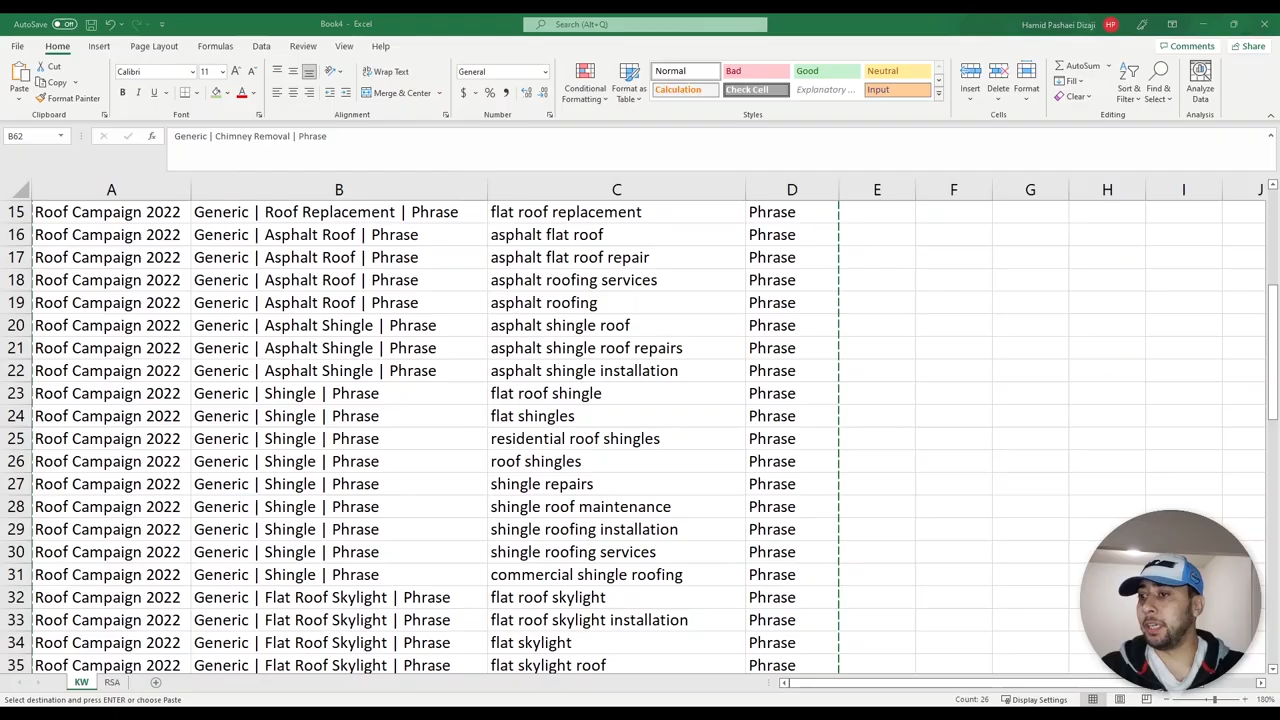 AutoSave Off Book4 - Excel Search (Alt+Q) Hamid Pashaei Dizaji HP
File Home Insert Page Layout Formulas Data Review View Help Comments Share
Paste Cut Copy Format Painter Clipboard
Calibri 11 A A B I U A Font
Wrap Text Merge & Center Alignment
General $ % Number
Conditional Formatting Format as Table Normal Bad Good Neutral Calculation Check Cell Explanatory ... Input Styles
Insert Delete Format Cells
AutoSum Fill Clear Sort & Filter Find & Select Editing
Analyze Data Analysis
B62 fx Generic | Chimney Removal | Phrase
A B C D E F G H I J
15 Roof Campaign 2022 Generic | Roof Replacement | Phrase flat roof replacement Phrase
16 Roof Campaign 2022 Generic | Asphalt Roof | Phrase asphalt flat roof Phrase
17 Roof Campaign 2022 Generic | Asphalt Roof | Phrase asphalt flat roof repair Phrase
18 Roof Campaign 2022 Generic | Asphalt Roof | Phrase asphalt roofing services Phrase
19 Roof Campaign 2022 Generic | Asphalt Roof | Phrase asphalt roofing Phrase
20 Roof Campaign 2022 Generic | Asphalt Shingle | Phrase asphalt shingle roof Phrase
21 Roof Campaign 2022 Generic | Asphalt Shingle | Phrase asphalt shingle roof repairs Phrase
22 Roof Campaign 2022 Generic | Asphalt Shingle | Phrase asphalt shingle installation Phrase
23 Roof Campaign 2022 Generic | Shingle | Phrase flat roof shingle Phrase
24 Roof Campaign 2022 Generic | Shingle | Phrase flat shingles Phrase
25 Roof Campaign 2022 Generic | Shingle | Phrase residential roof shingles Phrase
26 Roof Campaign 2022 Generic | Shingle | Phrase roof shingles Phrase
27 Roof Campaign 2022 Generic | Shingle | Phrase shingle repairs Phrase
28 Roof Campaign 2022 Generic | Shingle | Phrase shingle roof maintenance Phrase
29 Roof Campaign 2022 Generic | Shingle | Phrase shingle roofing installation Phrase
30 Roof Campaign 2022 Generic | Shingle | Phrase shingle roofing services Phrase
31 Roof Campaign 2022 Generic | Shingle | Phrase commercial shingle roofing Phrase
32 Roof Campaign 2022 Generic | Flat Roof Skylight | Phrase flat roof skylight Phrase
33 Roof Campaign 2022 Generic | Flat Roof Skylight | Phrase flat roof skylight installation Phrase
34 Roof Campaign 2022 Generic | Flat Roof Skylight | Phrase flat skylight Phrase
35 Roof Campaign 2022 Generic | Flat Roof Skylight | Phrase flat skylight roof Phrase
KW RSA
Select destination and press ENTER or choose Paste Count: 26 Display Settings 180%